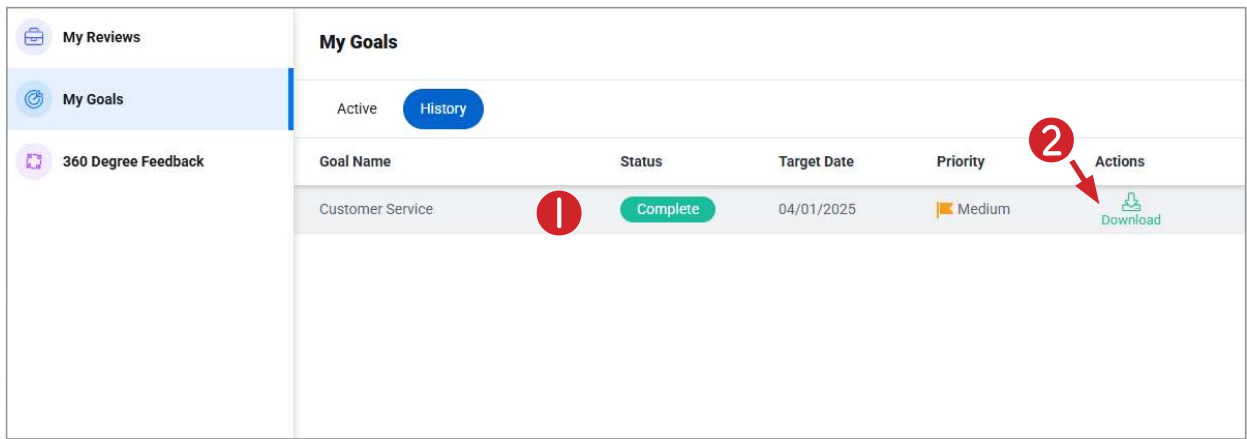 My Reviews
My Goals
360 Degree Feedback
My Goals
Active History
Goal Name Status Target Date Priority Actions
Customer Service Complete 04/01/2025 Medium Download
1
2